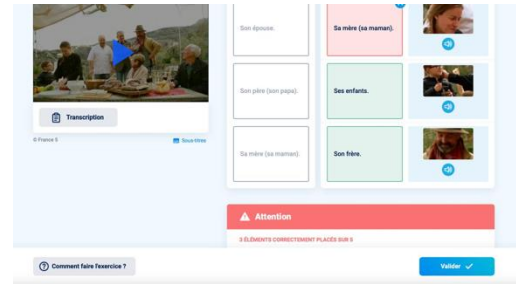 Son épouse.
Sa mère (sa maman).
Son père (son papa).
Ses enfants.
Transcription
© France 5
Sous-titres
Sa mère (sa maman).
Son frère.
Attention
3 ÉLÉMENTS CORRECTEMENT PLACÉS SUR 5
Comment faire l'exercice ?
Valider